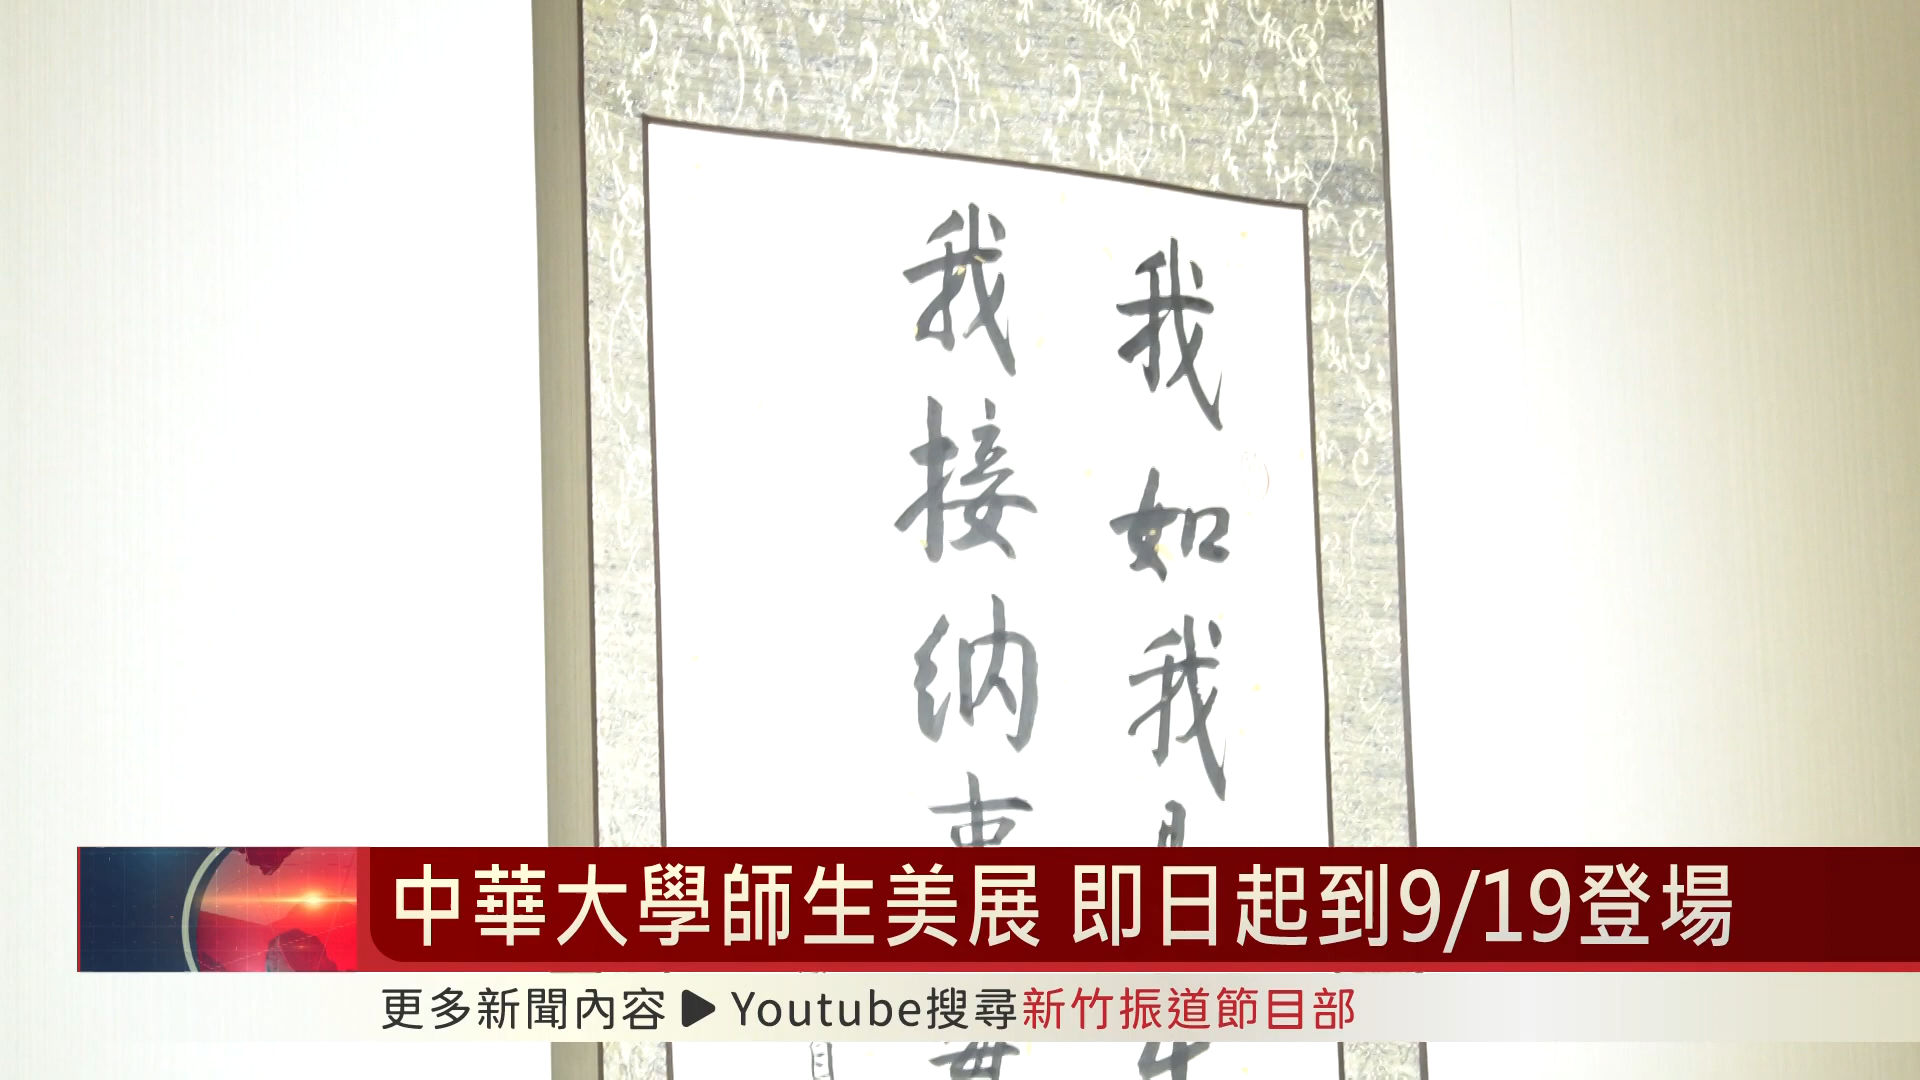 我如我是
我接納
中華大學師生美展 即日起到9/19登場
更多新聞內容▶Youtube搜尋新竹振道節目部